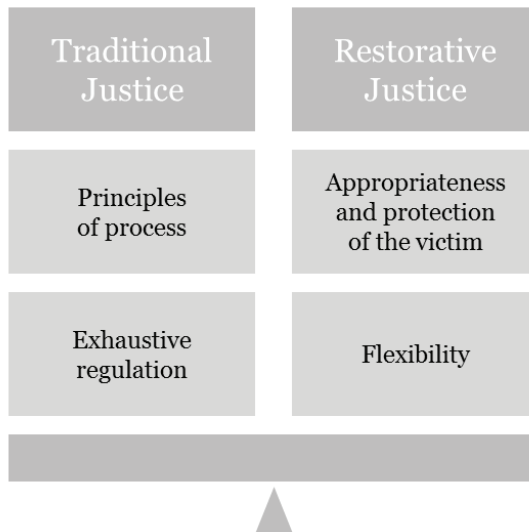 Traditional
Justice
Restorative
Justice
Principles
of process
Appropriateness
and protection
of the victim
Exhaustive
regulation
Flexibility